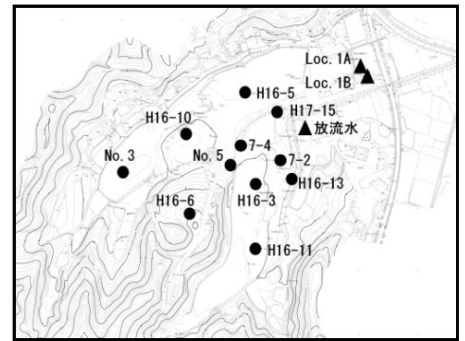 Loc. 1A
Loc. 1B
H16-5
H17-15
H16-10
放流水
7-4
No. 3
No. 5
7-2
H16-13
H16-3
H16-6
H16-11